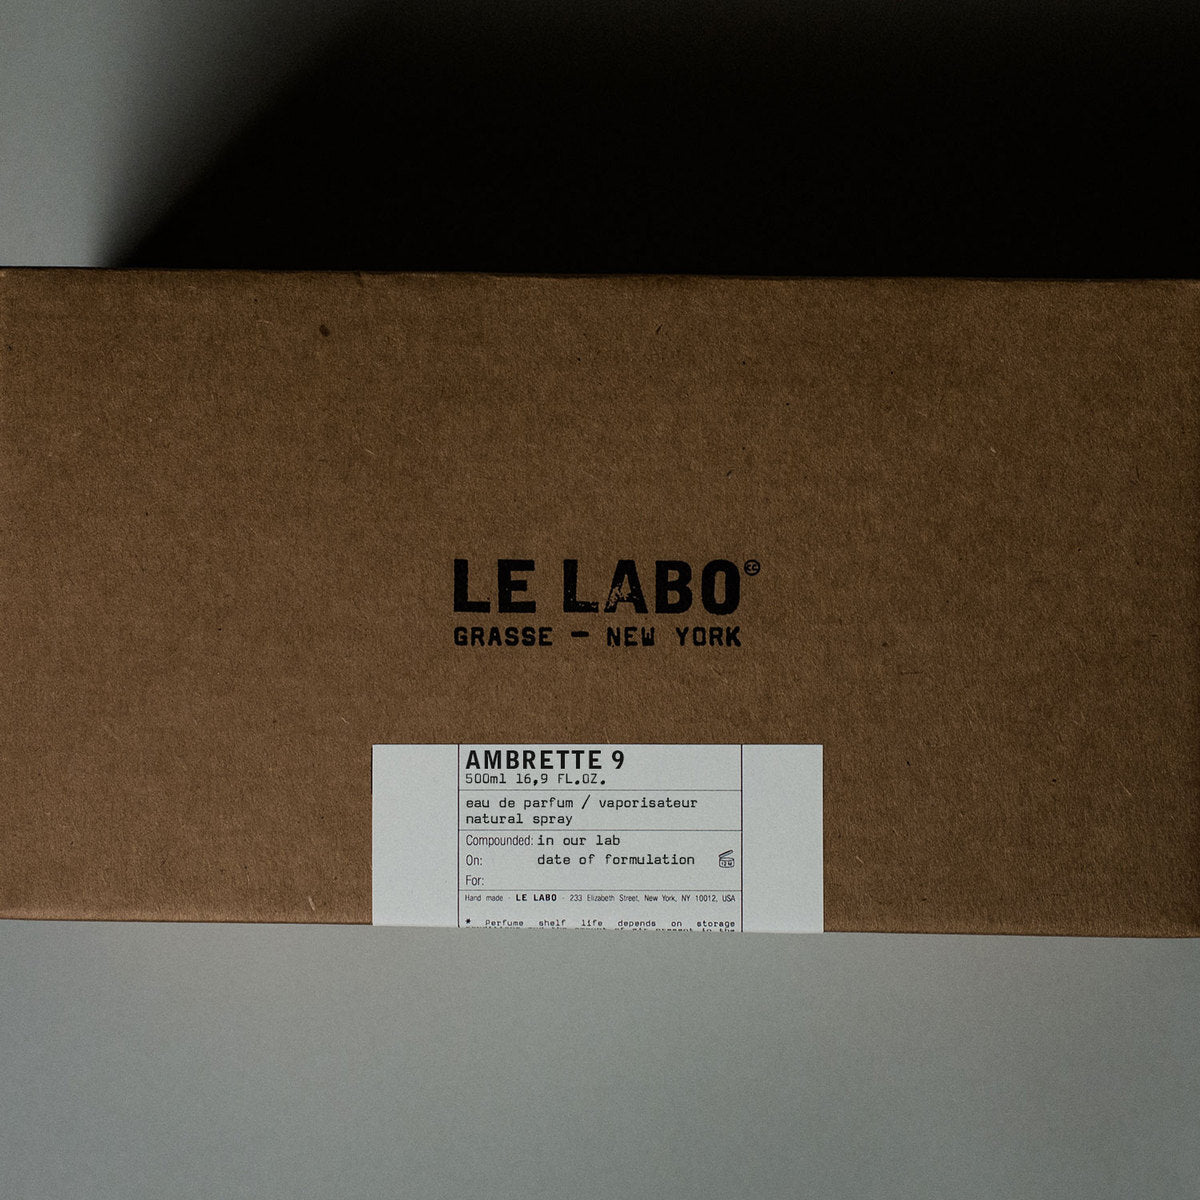 LE LABO
GRASSE — NEW YORK
AMBRETTE 9
500ml 16,9 FL.OZ.
eau de parfum / vaporisateur
natural spray
Compounded: in our lab
On: date of formulation
12 M
For:
Hand made - LE LABO - 233 Elizabeth Street, New York, NY 10012, USA
* Perfume shelf life depends on storage